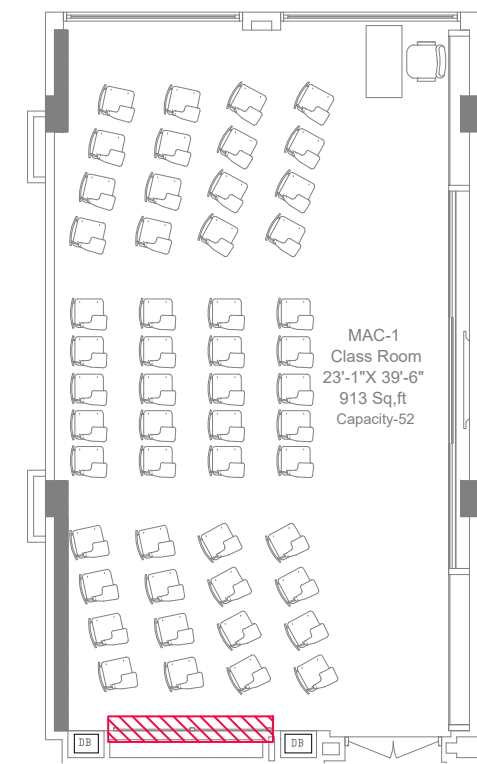 MAC-1
Class Room
23'-1"X 39'-6"
913 Sq,ft
Capacity-52
DB
DB